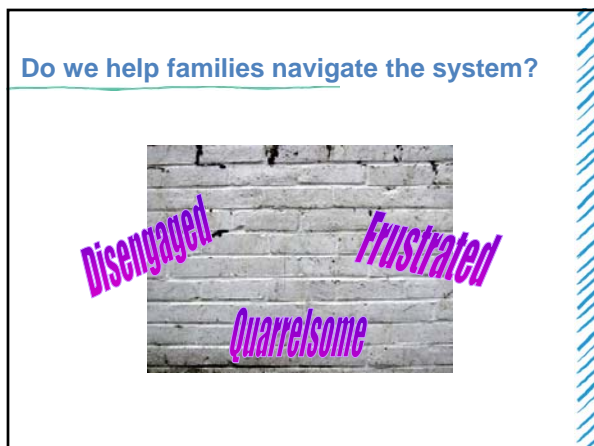 Do we help families navigate the system?
Disengaged
Frustrated
Quarrelsome